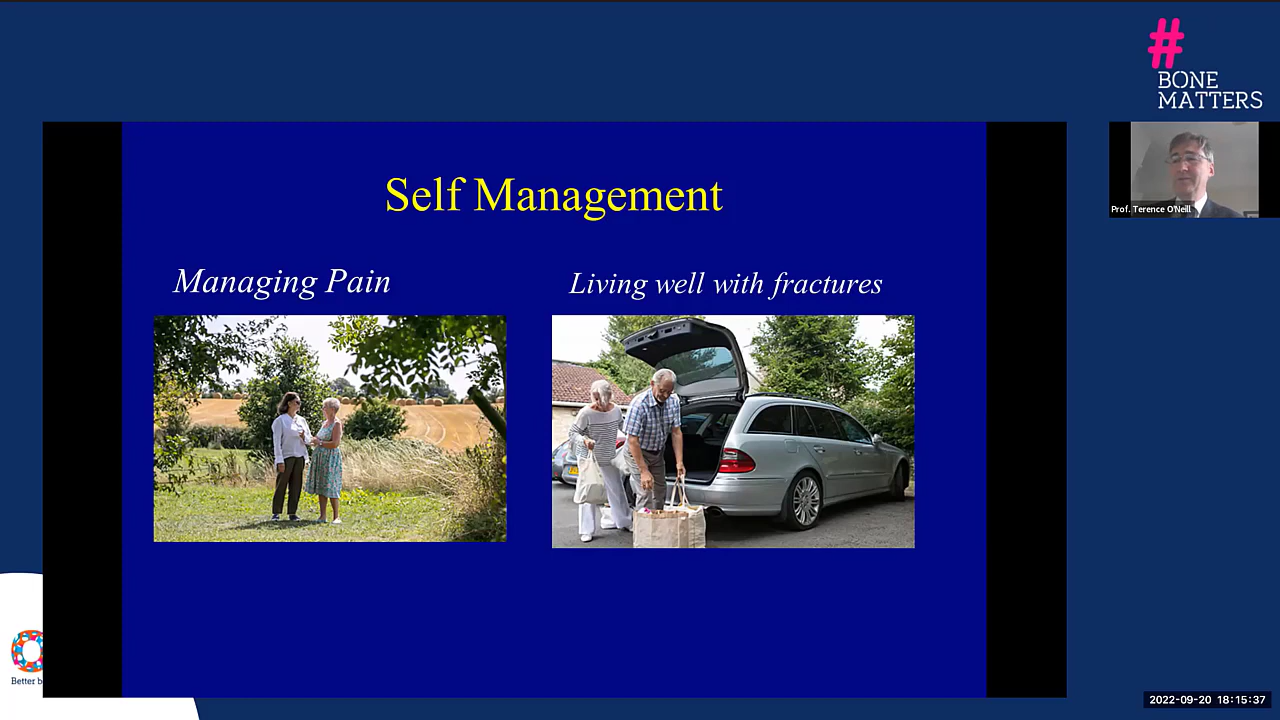 #
BONE
MATTERS
Self Management
Managing Pain
Living well with fractures
Prof. Terence O'Neill
Better b
2022-09-20 18:15:37